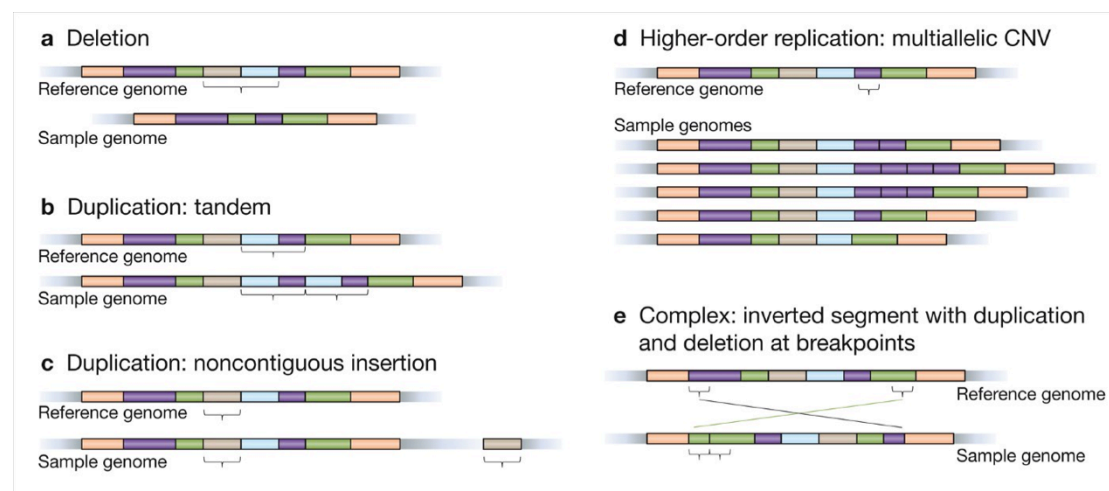 a Deletion
Reference genome
Sample genome
b Duplication: tandem
Reference genome
Sample genome
c Duplication: noncontiguous insertion
Reference genome
Sample genome
d Higher-order replication: multiallelic CNV
Reference genome
Sample genomes
e Complex: inverted segment with duplication
and deletion at breakpoints
Reference genome
Sample genome